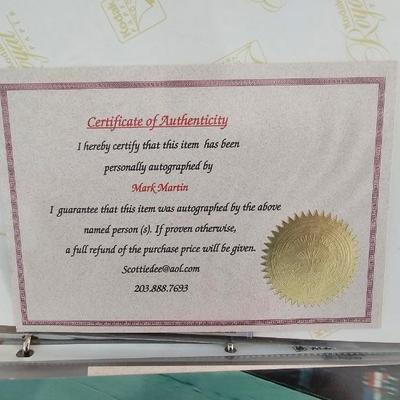 Certificate of Authenticity
I hereby certify that this item has been
personally autographed by
Mark Martin
I guarantee that this item was autographed by the above
named person (s). If proven otherwise,
a full refund of the purchase price will be given.
Scottiedee@aol.com
203.888.7693